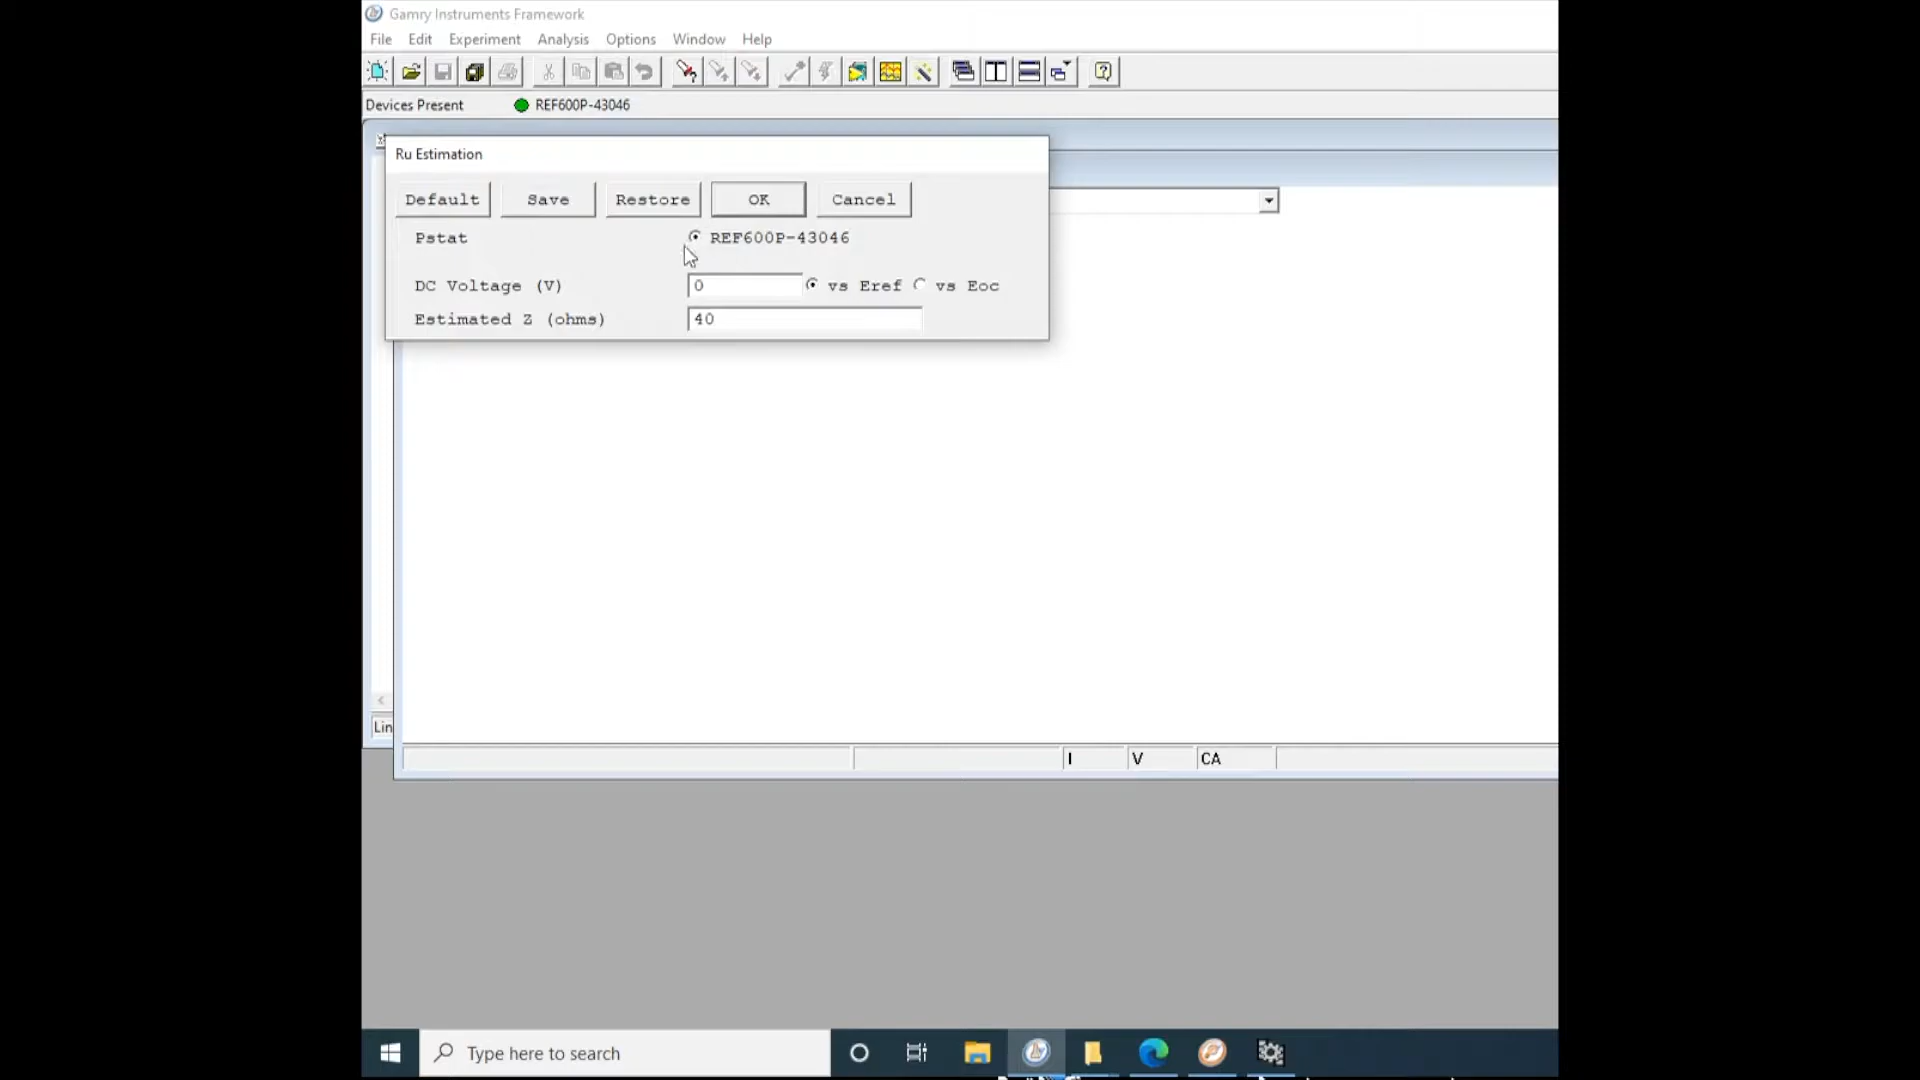 Gamry Instruments Framework
File Edit Experiment Analysis Options Window Help
Devices Present REF600P-43046
Ru Estimation
Default Save Restore OK Cancel
Pstat REF600P-43046
DC Voltage (V) 0 vs Eref vs Eoc
Estimated Z (ohms) 40
Lin
I V CA
Type here to search